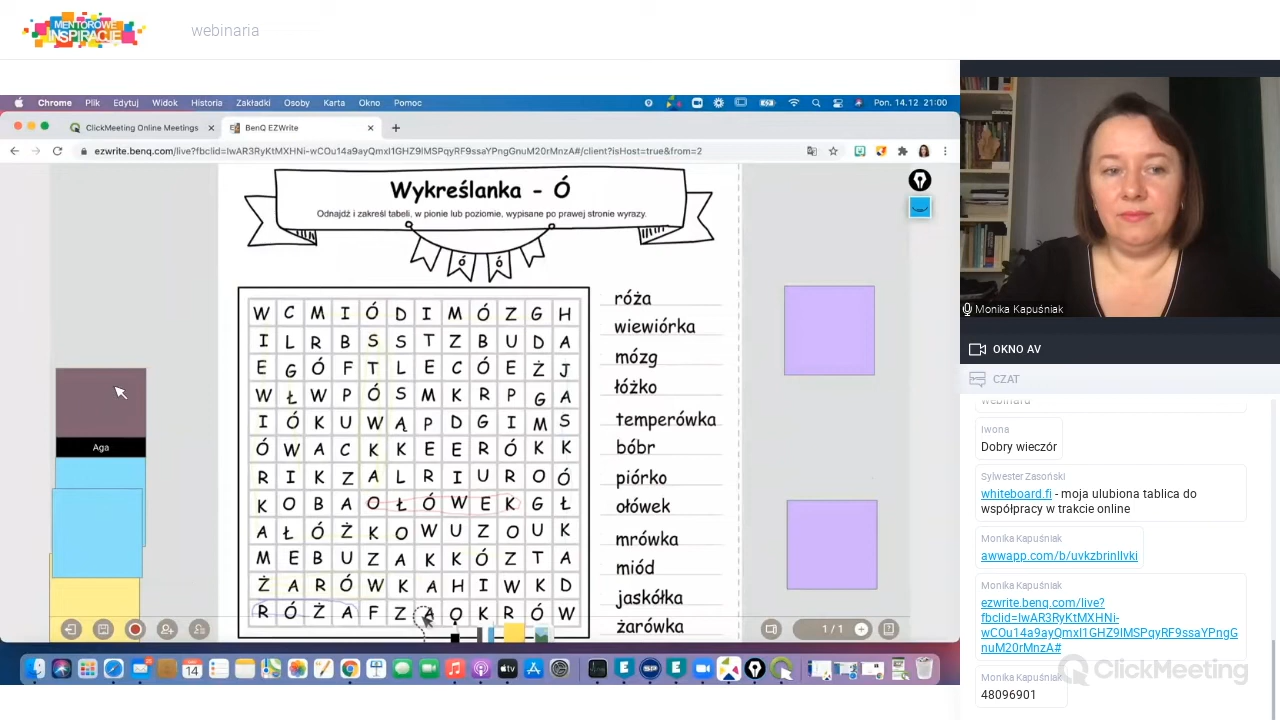 MENTOROWE
INSPIRACJE
webinaria
Chrome Plik Edytuj Widok Historia Zakładki Osoby Karta Okno Pomoc
Pon. 14.12 21:00
ClickMeeting Online Meetings
BenQ EZWrite
ezwrite.benq.com/live?fbclid=IwAR3RyKtMXHNi-wCOu14a9ayQmxI1GHZ9lMSPqyRF9ssaYPngGnuM20rMnzA#/client?isHost=true&from=2
Wykreślanka - Ó
Odnajdź i zakreśl tabeli, w pionie lub poziomie, wypisane po prawej stronie wyrazy.
Ó Ó
W C M I Ó D I M Ó Z G H
I L R B S S T Z B U D A
E G Ó F T L E C Ó E Ż J
W Ł W P Ó S M K R P G A
I Ó K U W Ą P D G I M S
Ó W A C K K E E R Ó K K
R I K Z A L R I U R O Ó
K O B A O Ł Ó W E K G Ł
A Ł Ó Ż K O W U Z O U K
M E B U Z A K K Ó Z T A
Ż A R Ó W K A H I W K D
R Ó Ż A F Z A O K R Ó W
róża
wiewiórka
mózg
łóżko
temperówka
bóbr
piórko
ołówek
mrówka
miód
jaskółka
żarówka
Aga
1 / 1
14
Monika Kapuśniak
OKNO AV
CZAT
webinaru
Iwona
Dobry wieczór
Sylwester Zasoński
whiteboard.fi - moja ulubiona tablica do
współpracy w trakcie online
Monika Kapuśniak
awwapp.com/b/uvkzbrinllvki
Monika Kapuśniak
ezwrite.benq.com/live?
fbclid=IwAR3RyKtMXHNi-
wCOu14a9ayQmxI1GHZ9lMSPqyRF9ssaYPngG
nuM20rMnzA#
Monika Kapuśniak
48096901
ClickMeeting